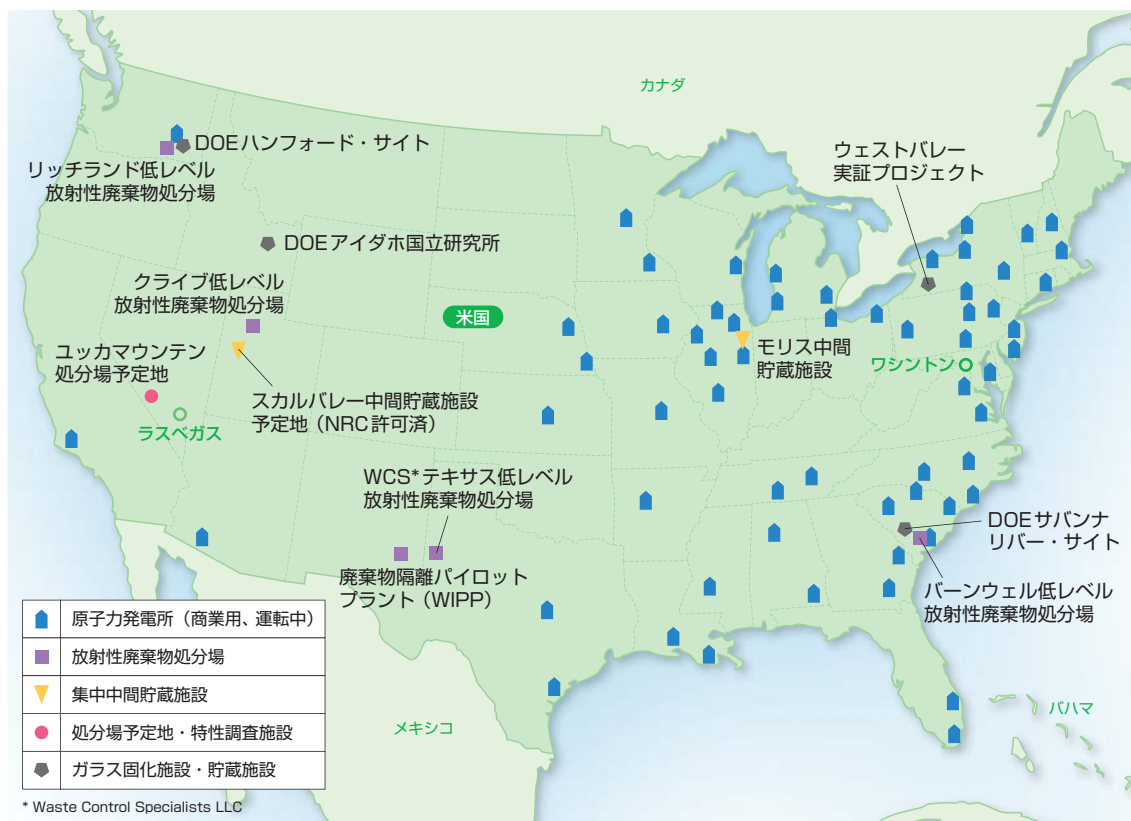 カナダ
DOEハンフォード・サイト
リッチランド低レベル
放射性廃棄物処分場
ウェストバレー
実証プロジェクト
DOEアイダホ国立研究所
クライブ低レベル
放射性廃棄物処分場
米国
ユッカマウンテン
処分場予定地
モリス中間
貯蔵施設
ワシントン
スカルバレー中間貯蔵施設
予定地（NRC許可済）
ラスベガス
WCS*テキサス低レベル
放射性廃棄物処分場
DOEサバンナ
リバー・サイト
廃棄物隔離パイロット
プラント（WIPP）
バーンウェル低レベル
放射性廃棄物処分場
原子力発電所（商業用、運転中）
放射性廃棄物処分場
集中中間貯蔵施設
処分場予定地・特性調査施設
ガラス固化施設・貯蔵施設
メキシコ
バハマ
* Waste Control Specialists LLC